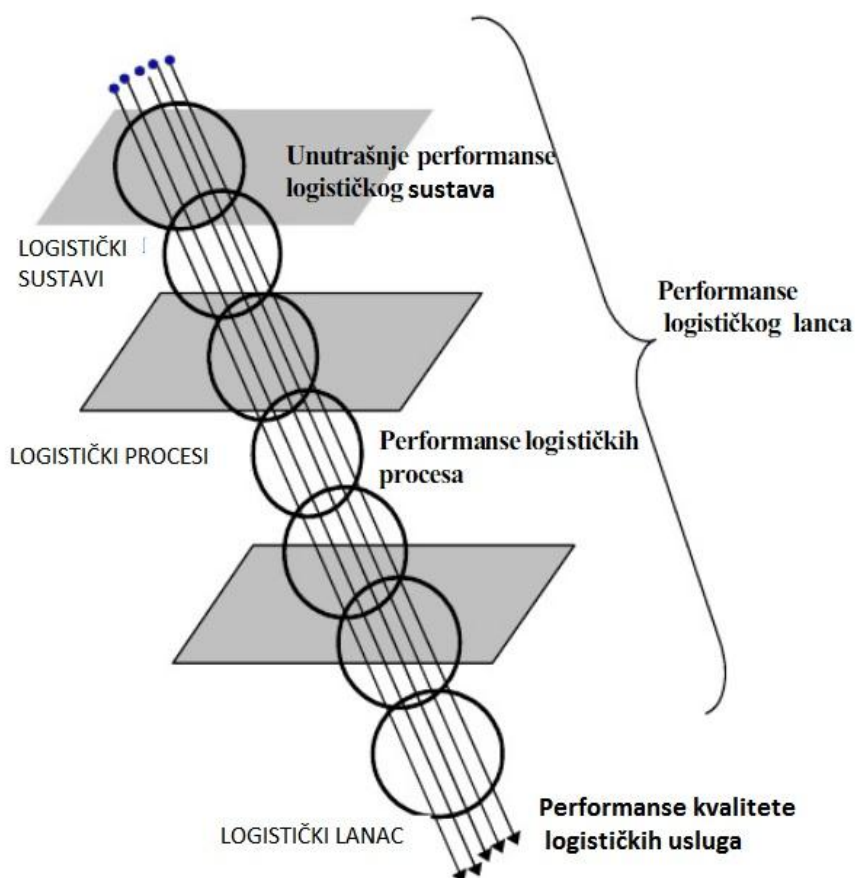 Unutrašnje performanse
logističkog sustava
LOGISTIČKI
SUSTAVI
Performanse
logističkog lanca
Performanse logističkih
procesa
LOGISTIČKI PROCESI
Performanse kvalitete
logističkih usluga
LOGISTIČKI LANAC